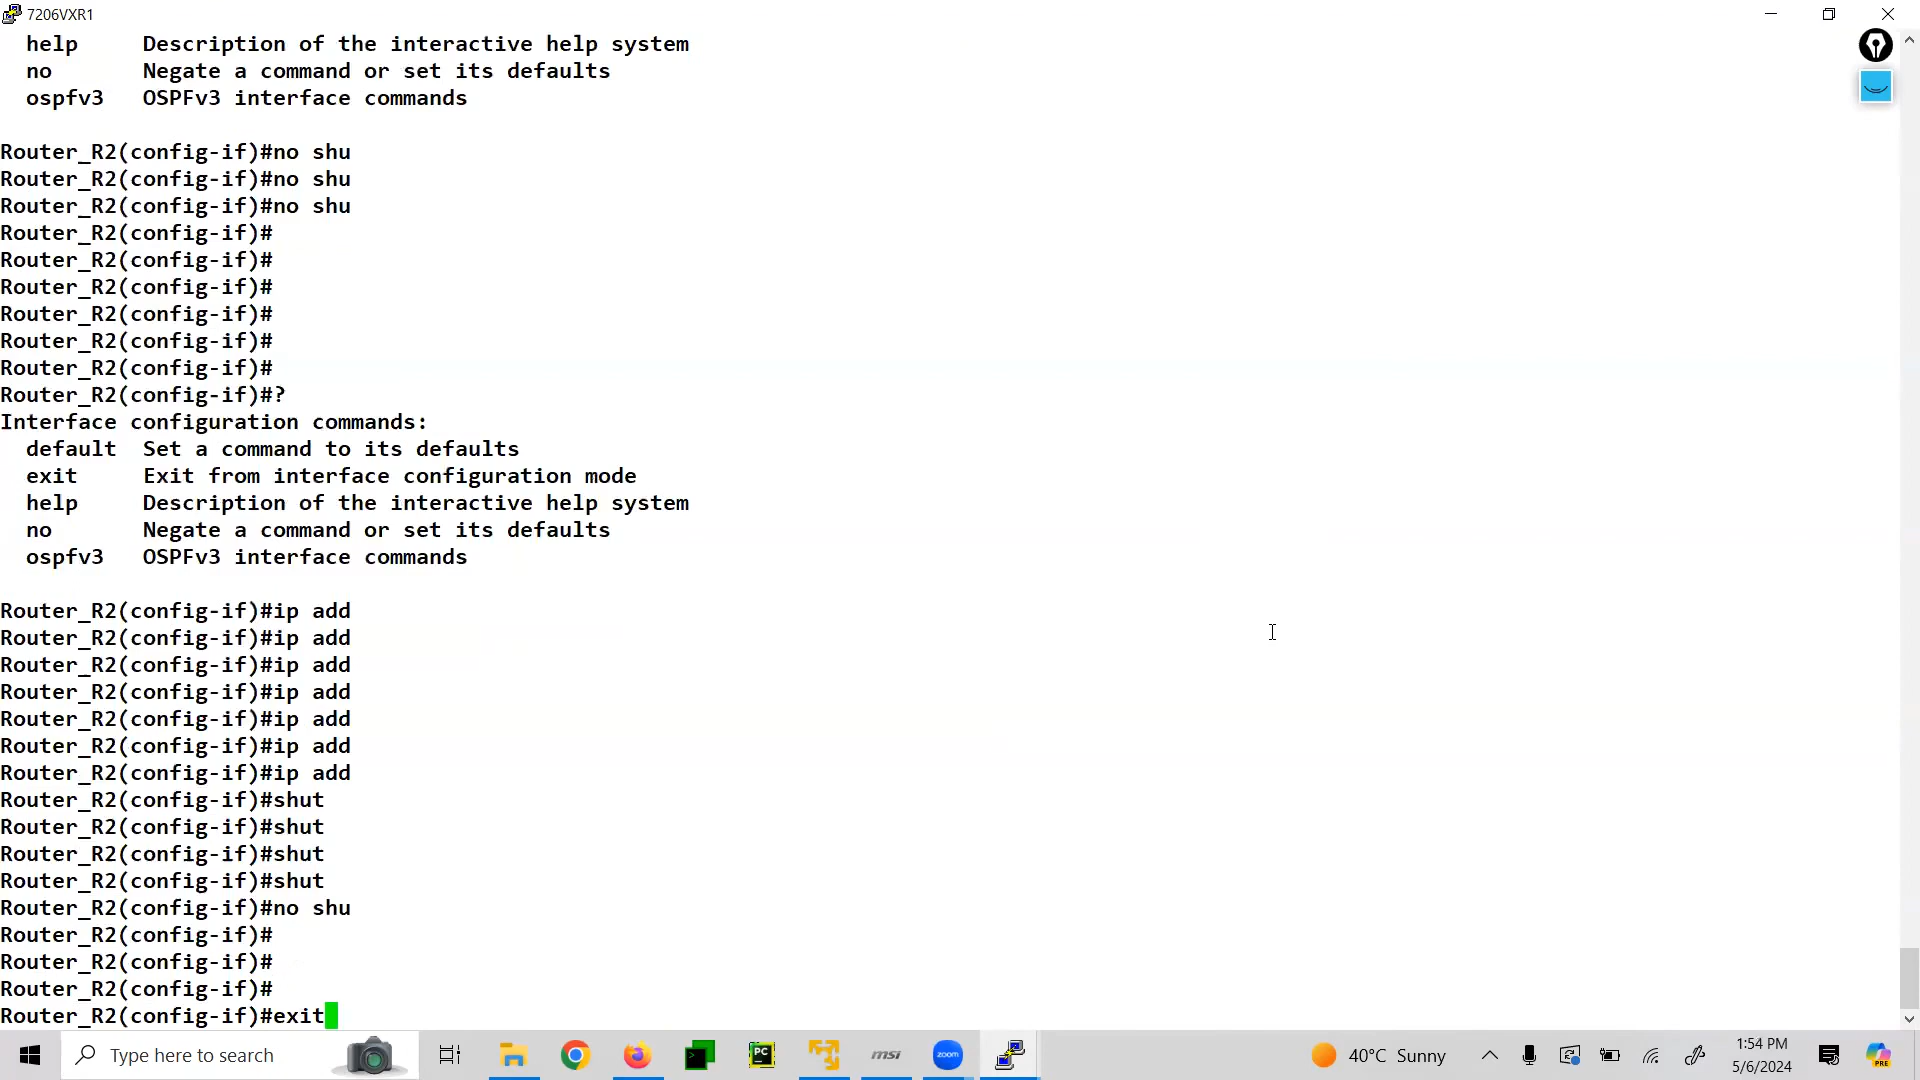 7206VXR1
help     Description of the interactive help system
no       Negate a command or set its defaults
ospfv3   OSPFv3 interface commands
Router_R2(config-if)#no shu
Router_R2(config-if)#no shu
Router_R2(config-if)#no shu
Router_R2(config-if)#
Router_R2(config-if)#
Router_R2(config-if)#
Router_R2(config-if)#
Router_R2(config-if)#
Router_R2(config-if)#
Router_R2(config-if)#?
Interface configuration commands:
default  Set a command to its defaults
exit     Exit from interface configuration mode
help     Description of the interactive help system
no       Negate a command or set its defaults
ospfv3   OSPFv3 interface commands
Router_R2(config-if)#ip add
Router_R2(config-if)#ip add
Router_R2(config-if)#ip add
Router_R2(config-if)#ip add
Router_R2(config-if)#ip add
Router_R2(config-if)#ip add
Router_R2(config-if)#ip add
Router_R2(config-if)#shut
Router_R2(config-if)#shut
Router_R2(config-if)#shut
Router_R2(config-if)#shut
Router_R2(config-if)#no shu
Router_R2(config-if)#
Router_R2(config-if)#
Router_R2(config-if)#
Router_R2(config-if)#exit
Type here to search
PC
msi
zoom
40°C Sunny
1:54 PM
5/6/2024
PRE